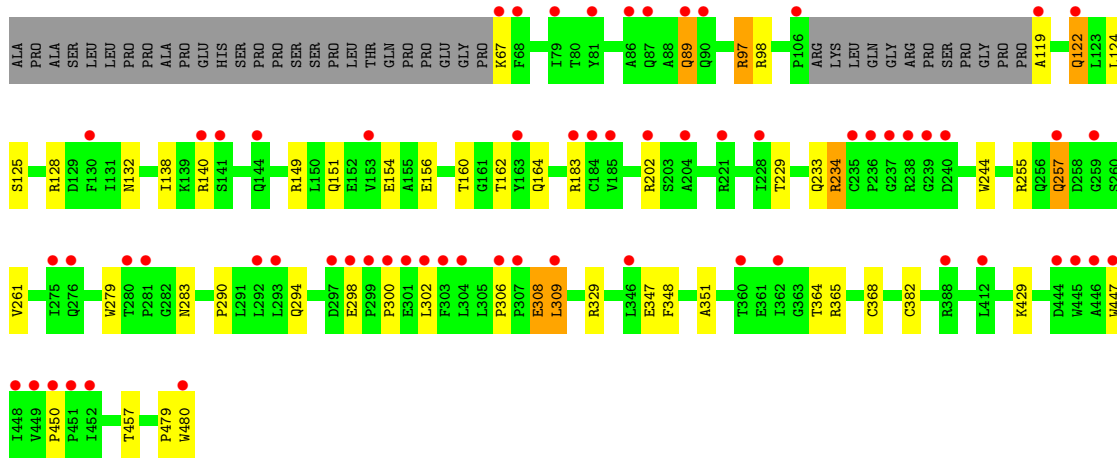 ALA PRO ALA SER LEU LEU PRO PRO ALA PRO GLU HIS SER PRO PRO SER SER PRO LEU THR GLN PRO PRO GLU GLY PRO K67 F68 I79 T80 Y81 A86 Q87 A88 Q89 Q90 R97 R98 P106 ARG LYS LEU GLN GLY ARG PRO SER PRO GLY PRO PRO A119 Q122 L123 L124
S125 R128 D129 F130 I131 N132 I138 K139 R140 S141 Q144 R149 L150 Q151 E152 V153 E154 A155 E156 T160 G161 T162 Y163 Q164 R183 C184 V185 R202 S203 A204 R221 I228 T229 Q233 R234 C235 P236 G237 R238 G239 D240 W244 R255 Q256 Q257 D258 G259 S260
V261 I275 Q276 W279 T280 P281 G282 N283 P290 L291 L292 L293 Q294 D297 E298 P299 P300 E301 L302 F303 L304 L305 P306 P307 E308 L309 R329 L346 E347 F348 A351 T360 E361 I362 G363 T364 R365 C368 C382 R388 L412 K429 D444 W445 A446 W447
I448 V449 P450 P451 I452 T457 P479 W480